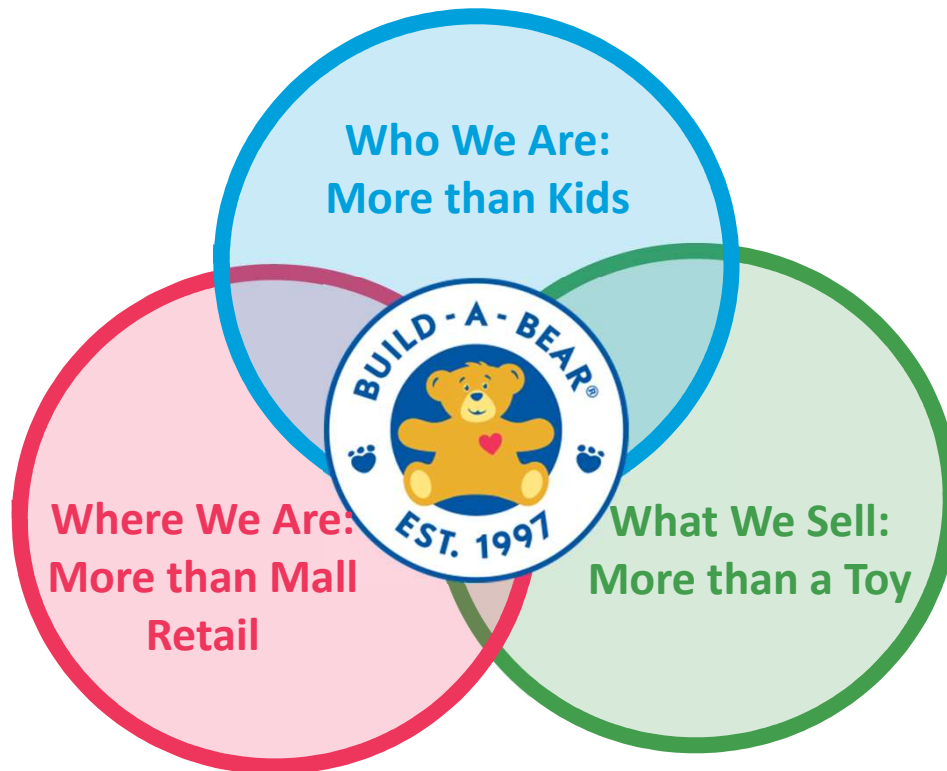 Who We Are:
More than Kids
BUILD-A-BEAR®
EST. 1997
Where We Are:
More than Mall
Retail
What We Sell:
More than a Toy